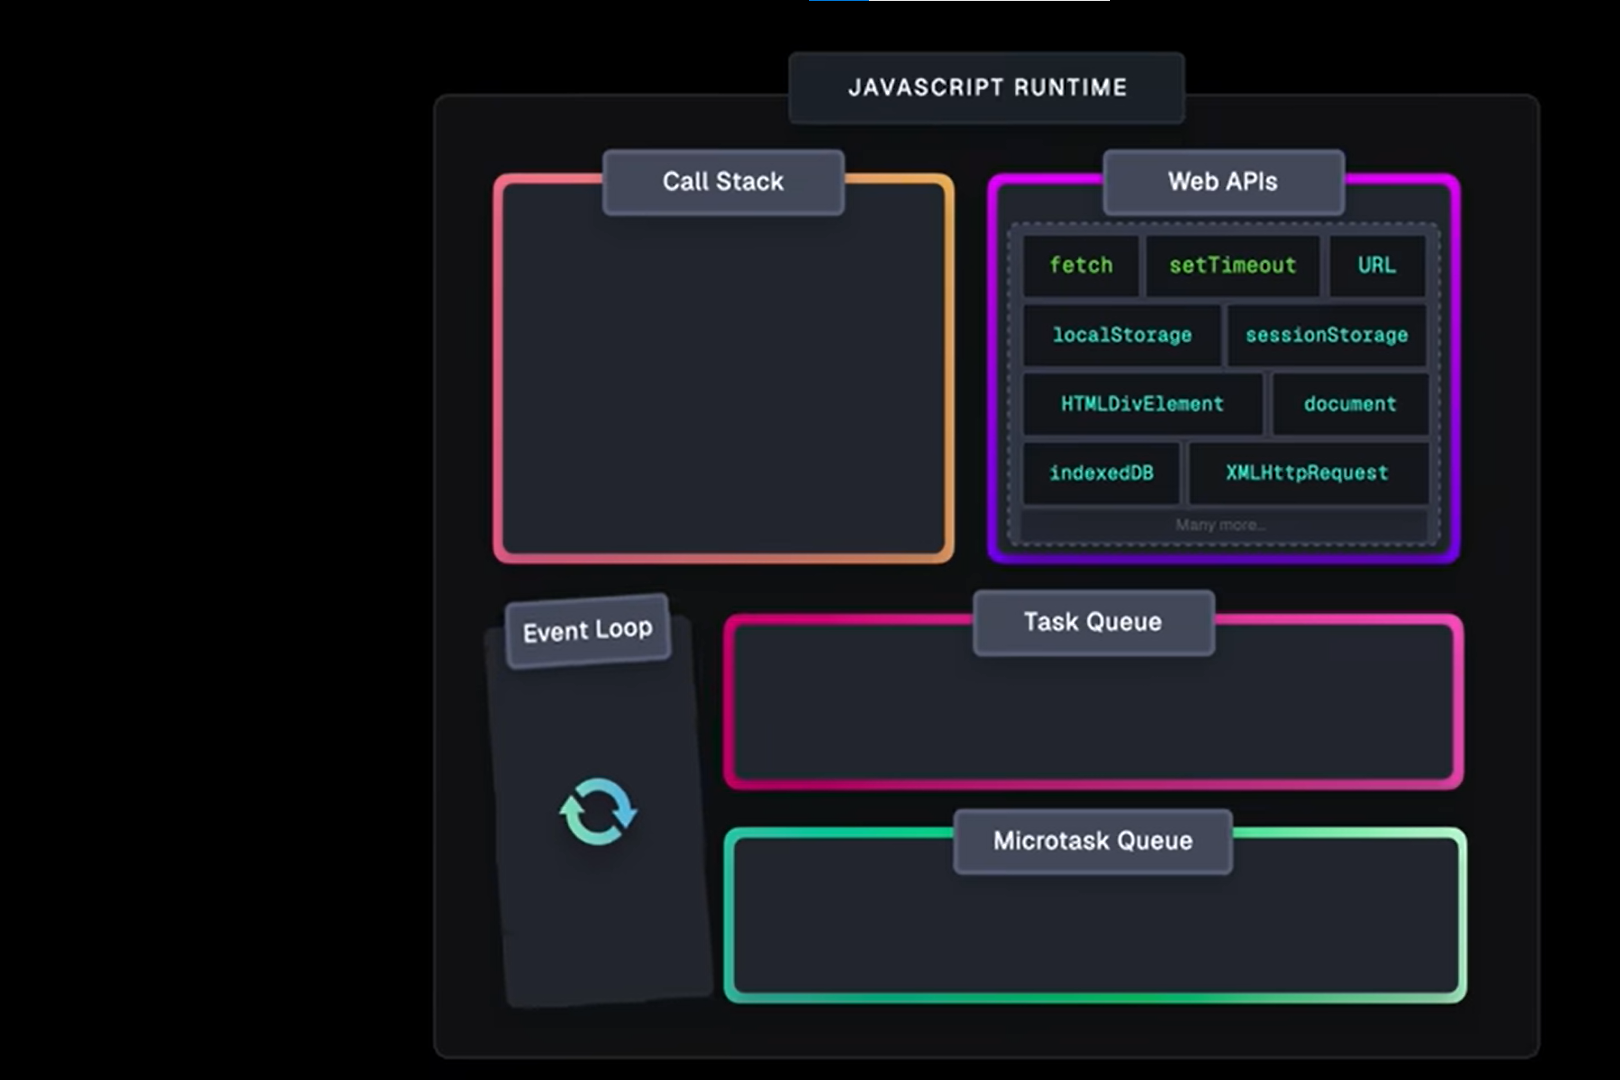 JAVASCRIPT RUNTIME
Call Stack
Web APIs
fetch
setTimeout
URL
localStorage
sessionStorage
HTMLDivElement
document
indexedDB
XMLHttpRequest
Many more...
Event Loop
Task Queue
Microtask Queue